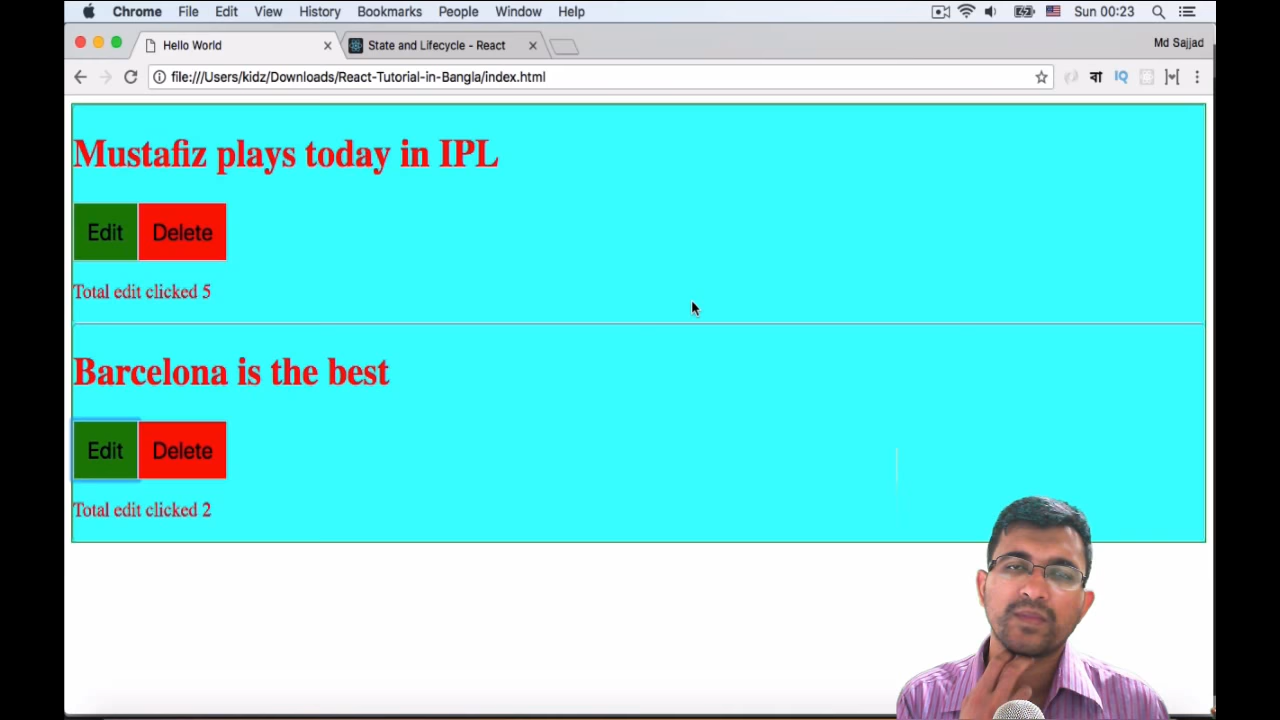 Chrome File Edit View History Bookmarks People Window Help Sun 00:23
Hello World State and Lifecycle - React Md Sajjad
file:///Users/kidz/Downloads/React-Tutorial-in-Bangla/index.html বা IQ
Mustafiz plays today in IPL
Edit Delete
Total edit clicked 5
Barcelona is the best
Edit Delete
Total edit clicked 2